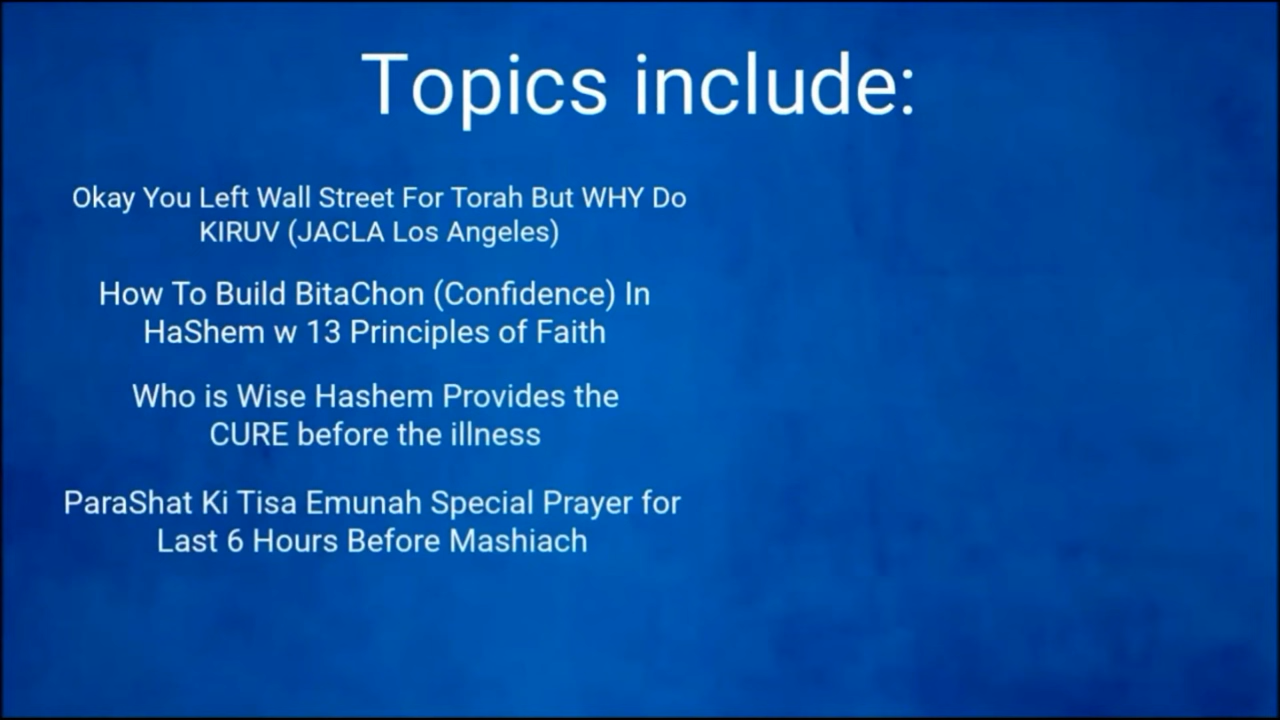 Topics include:
Okay You Left Wall Street For Torah But WHY Do
KIRUV (JACLA Los Angeles)
How To Build BitaChon (Confidence) In
HaShem w 13 Principles of Faith
Who is Wise Hashem Provides the
CURE before the illness
ParaShat Ki Tisa Emunah Special Prayer for
Last 6 Hours Before Mashiach